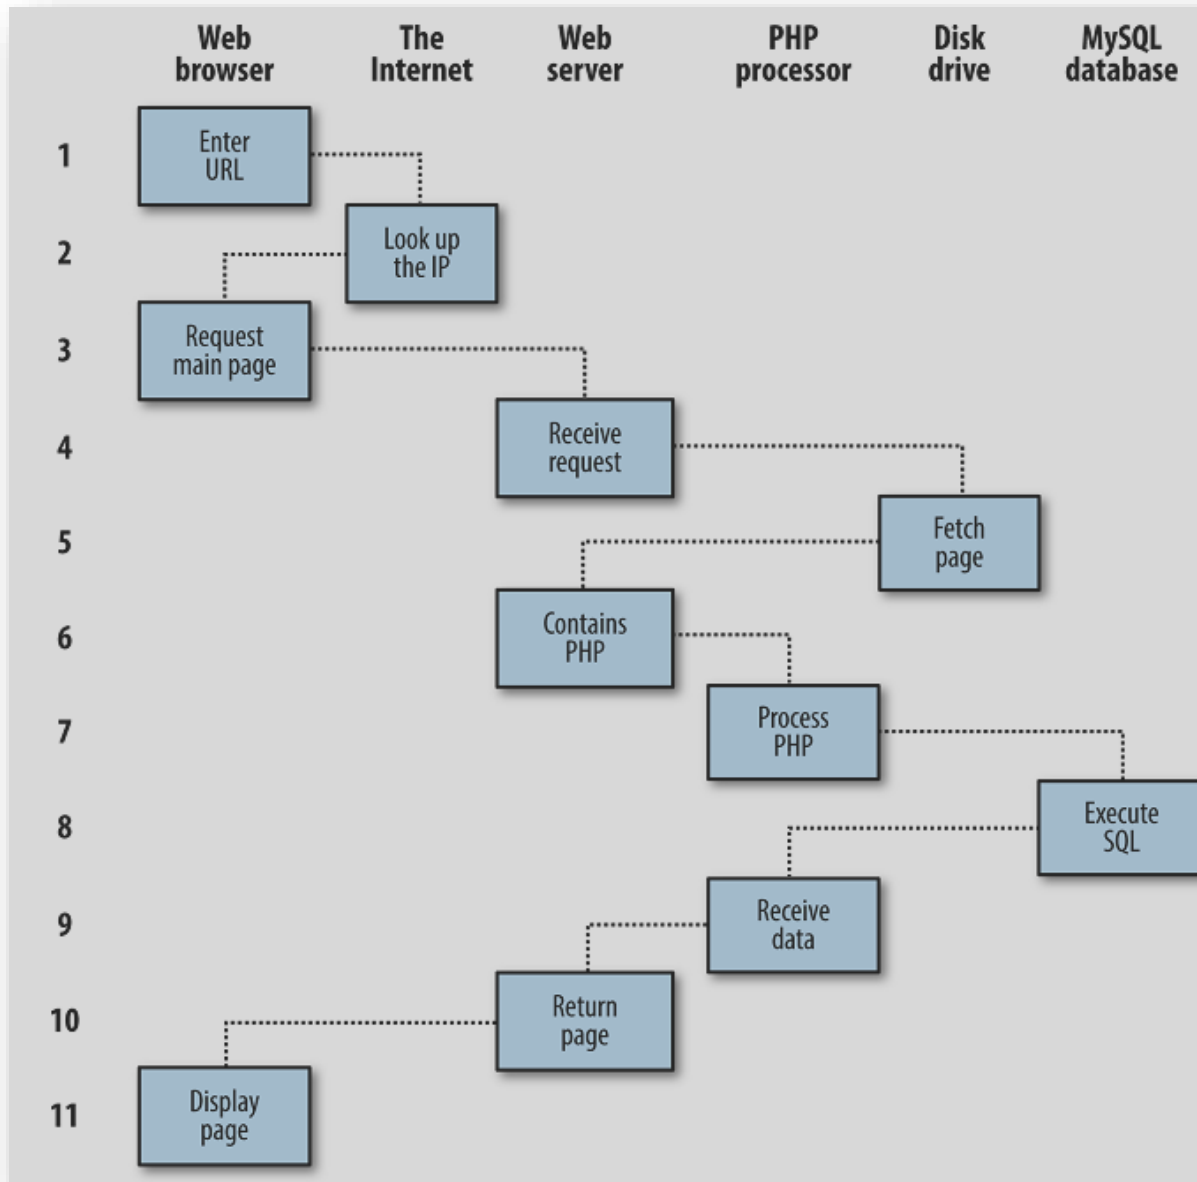 Web
browser
The
Internet
Web
server
PHP
processor
Disk
drive
MySQL
database
1
Enter
URL
2
Look up
the IP
3
Request
main page
4
Receive
request
5
Fetch
page
6
Contains
PHP
7
Process
PHP
8
Execute
SQL
9
Receive
data
10
Return
page
11
Display
page